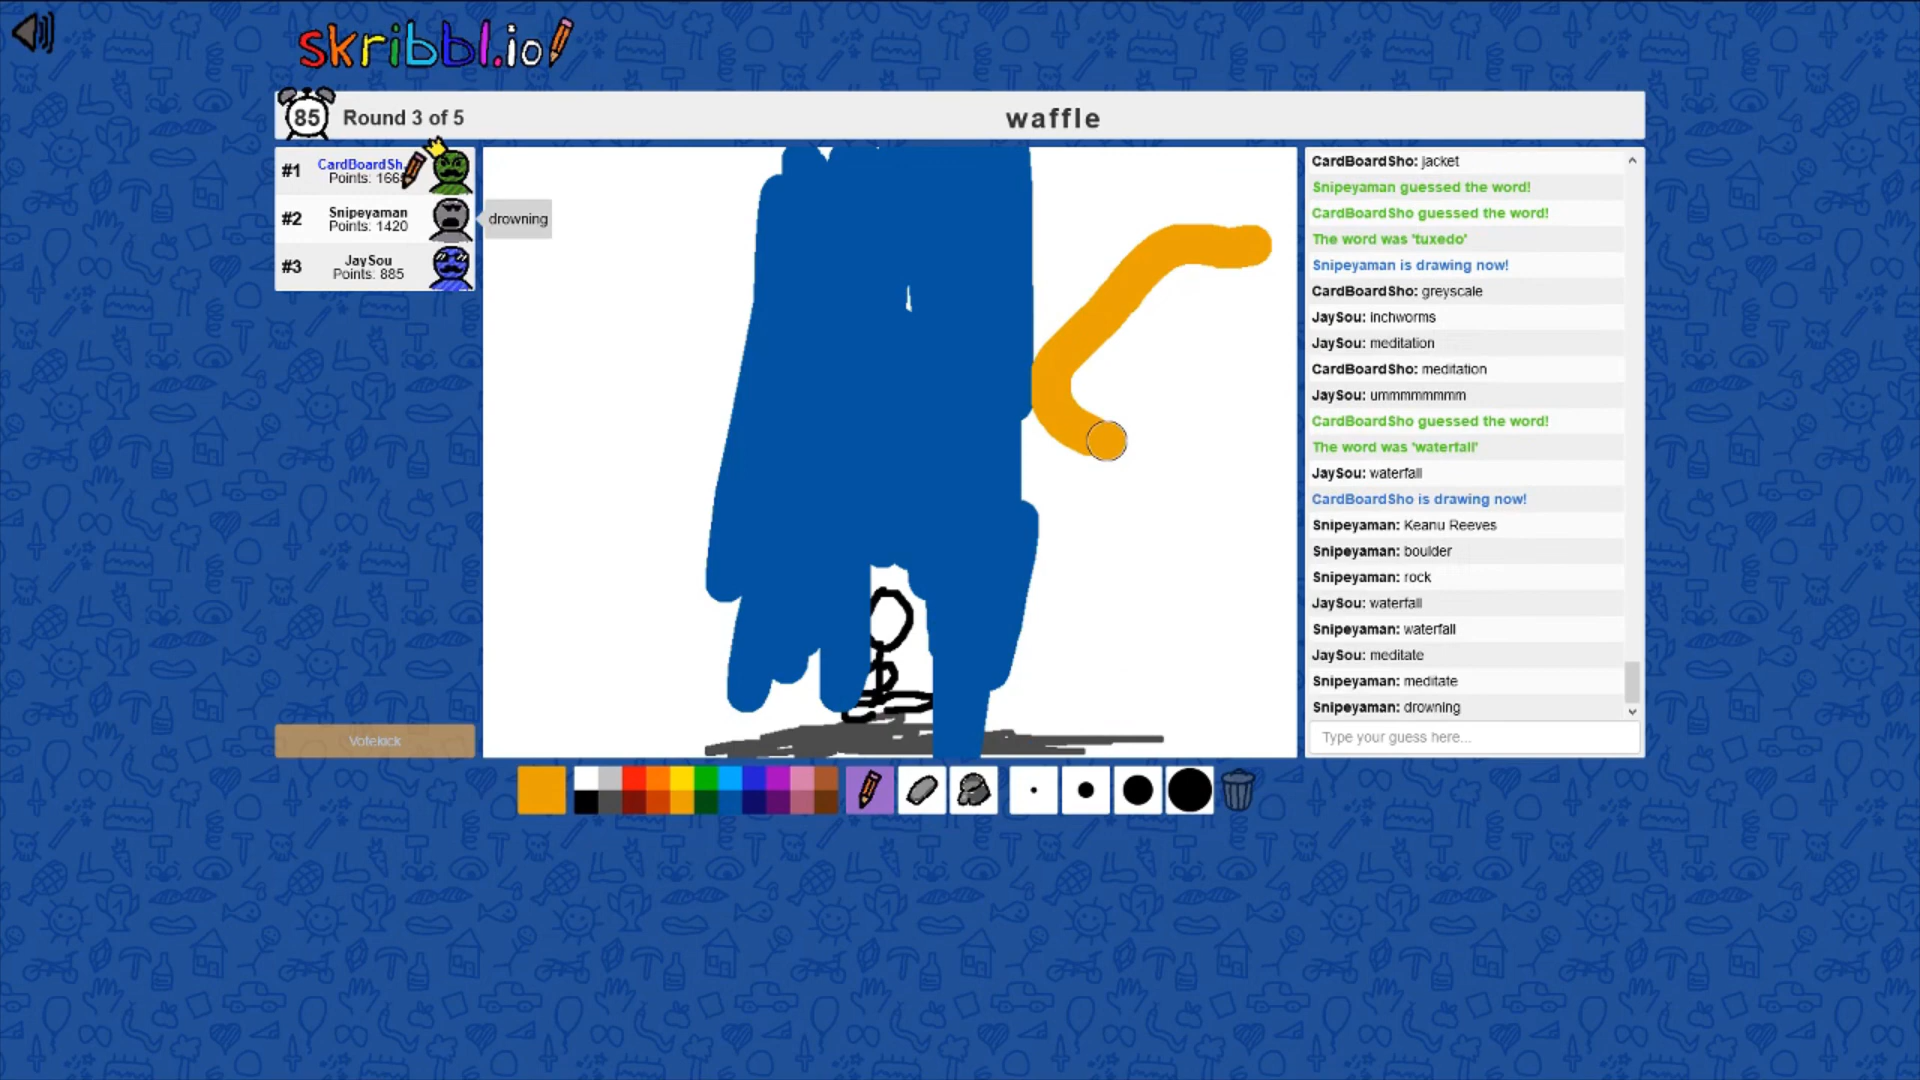 skribbl.io
85
Round 3 of 5
waffle
#1
CardBoardSh
Points: 166
#2
Snipeyaman
Points: 1420
drowning
#3
JaySou
Points: 885
CardBoardSho: jacket
Snipeyaman guessed the word!
CardBoardSho guessed the word!
The word was 'tuxedo'
Snipeyaman is drawing now!
CardBoardSho: greyscale
JaySou: inchworms
JaySou: meditation
CardBoardSho: meditation
JaySou: ummmmmmmm
CardBoardSho guessed the word!
The word was 'waterfall'
JaySou: waterfall
CardBoardSho is drawing now!
Snipeyaman: Keanu Reeves
Snipeyaman: boulder
Snipeyaman: rock
JaySou: waterfall
Snipeyaman: waterfall
JaySou: meditate
Snipeyaman: meditate
Snipeyaman: drowning
Type your guess here...
Votekick